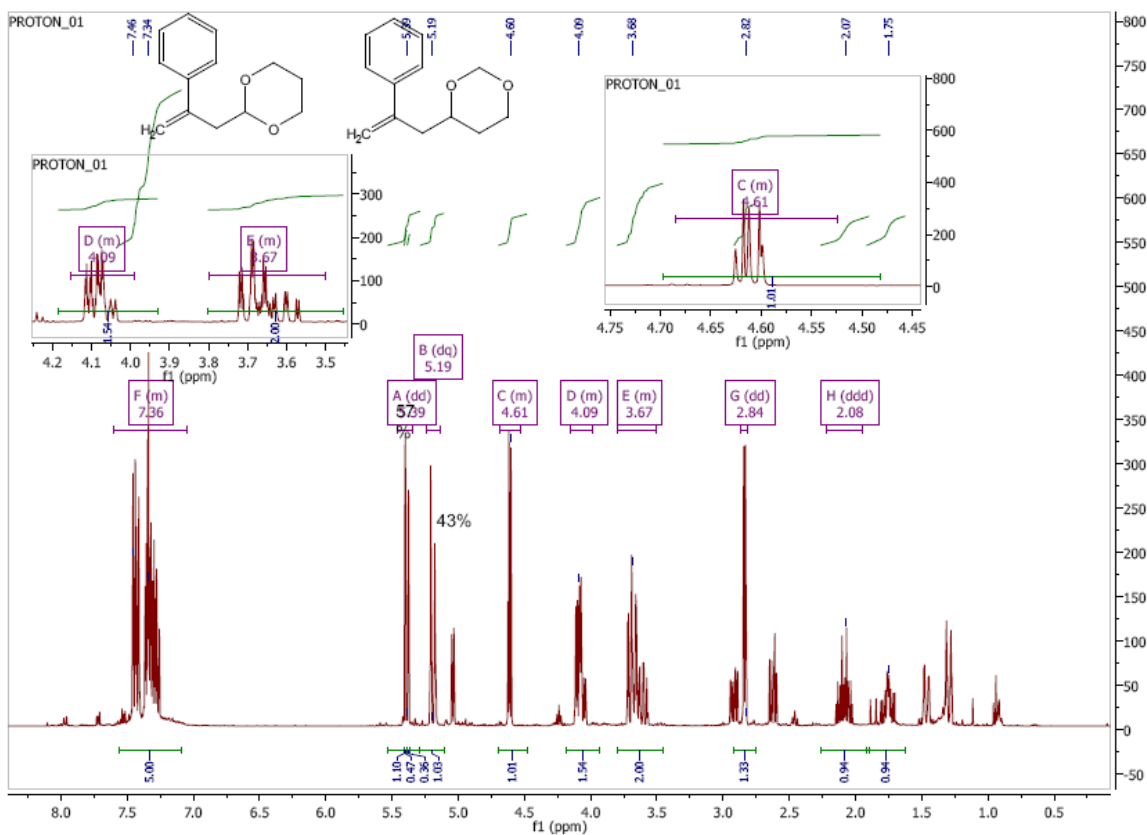 PROTON_01
7.46
7.34
5.39
5.19
4.60
4.09
3.68
2.82
2.07
1.75
800
750
700
650
600
550
500
450
400
350
300
250
200
150
100
50
0
-50
O
O
H₂C
O
O
H₂C
PROTON_01
D (m)
4.09
E (m)
3.67
300
200
100
0
1.54
2.00
4.2 4.1 4.0 3.9 3.8 3.7 3.6 3.5
f1 (ppm)
PROTON_01
C (m)
4.61
800
600
400
200
0
1.01
4.75 4.70 4.65 4.60 4.55 4.50 4.45
f1 (ppm)
B (dq)
5.19
F (m)
7.36
A (dd)
57
%
C (m)
4.61
D (m)
4.09
E (m)
3.67
G (dd)
2.84
H (ddd)
2.08
43%
5.00
1.10
0.47
0.36
1.03
1.01
1.54
2.00
1.33
0.94
0.94
8.0 7.5 7.0 6.5 6.0 5.5 5.0 4.5 4.0 3.5 3.0 2.5 2.0 1.5 1.0 0.5
f1 (ppm)